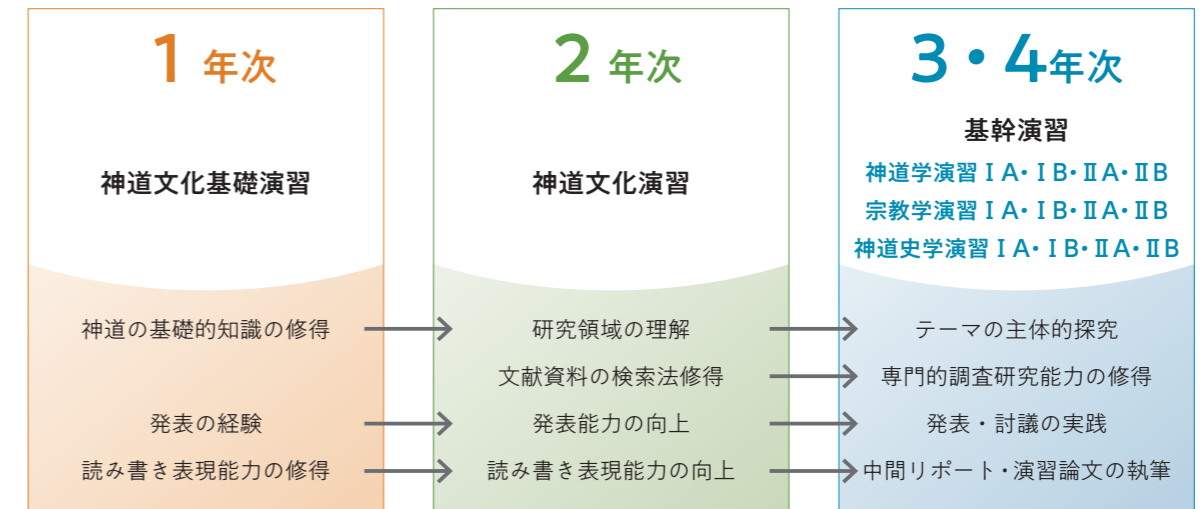 1 年次
神道文化基礎演習
神道の基礎的知識の修得
発表の経験
読み書き表現能力の修得
2 年次
神道文化演習
研究領域の理解
文献資料の検索法修得
発表能力の向上
読み書き表現能力の向上
3・4年次
基幹演習
神道学演習ⅠA・ⅠB・ⅡA・ⅡB
宗教学演習ⅠA・ⅠB・ⅡA・ⅡB
神道史学演習ⅠA・ⅠB・ⅡA・ⅡB
テーマの主体的探究
専門的調査研究能力の修得
発表・討議の実践
中間リポート・演習論文の執筆